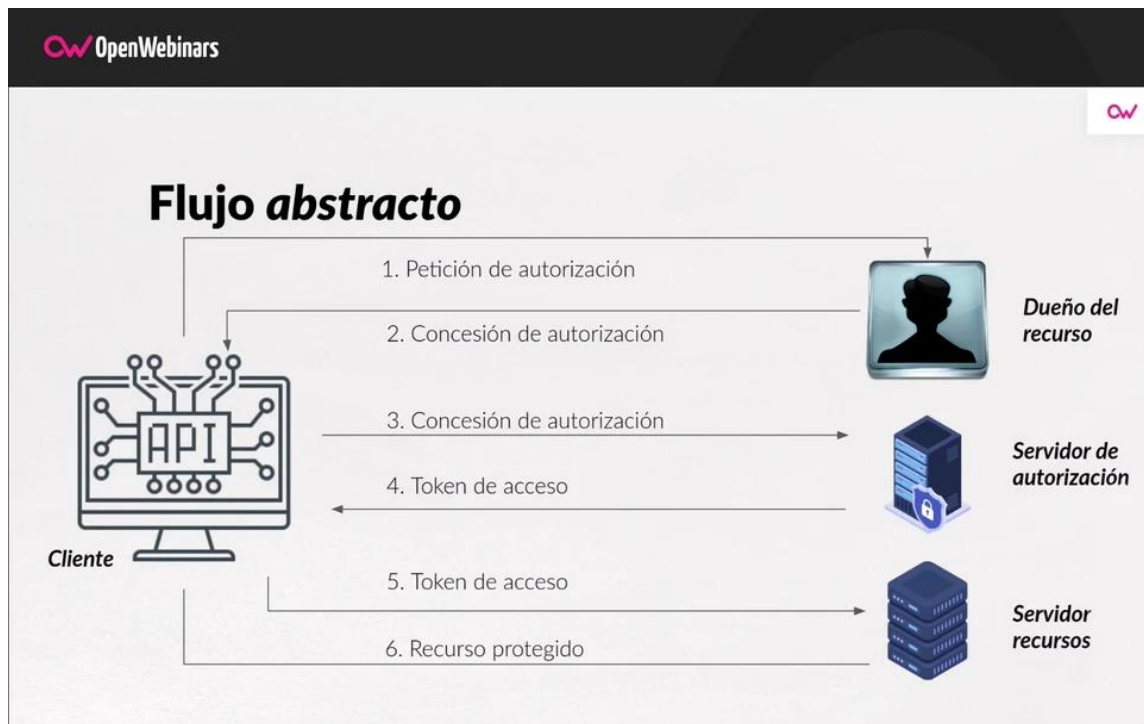 OpenWebinars
Flujo abstracto
1. Petición de autorización
2. Concesión de autorización
Dueño del
recurso
API
3. Concesión de autorización
4. Token de acceso
Servidor de
autorización
Cliente
5. Token de acceso
6. Recurso protegido
Servidor
recursos